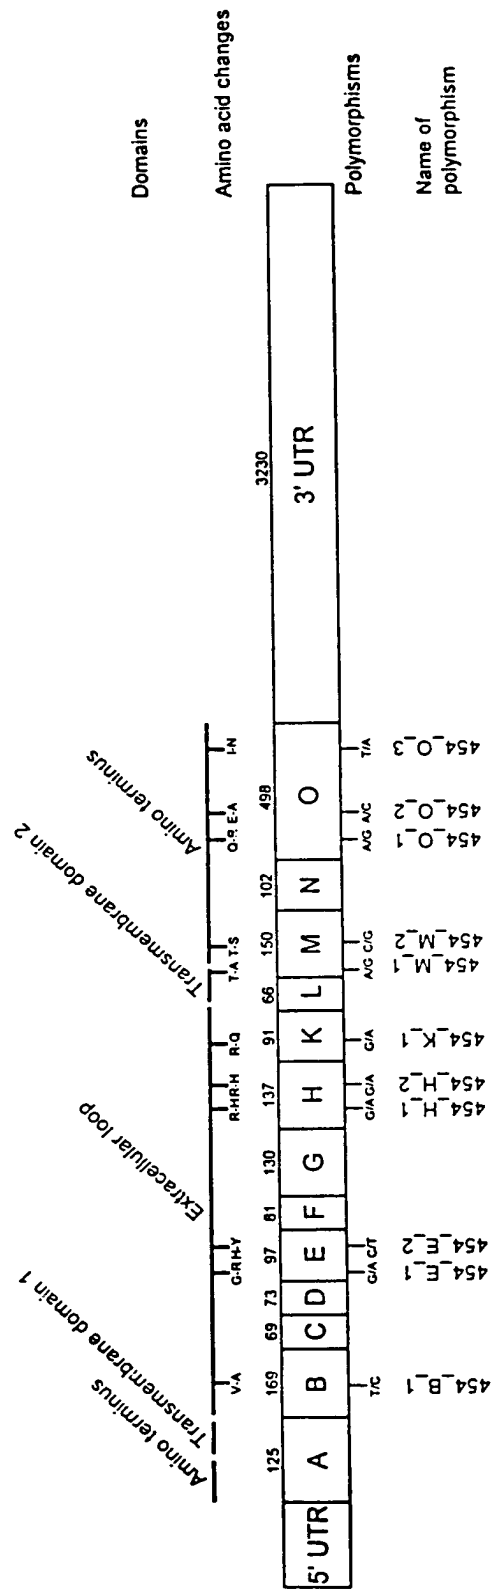 Amino terminus
Transmembrane domain 1
Extracellular loop
Transmembrane domain 2
Amino terminus
Domains
V-A G-R H-Y R-H R-H R-Q T-A T-S Q-R E-A I-N Amino acid changes
125 169 69 73 97 81 130 137 91 66 150 102 498 3230
5' UTR A B C D E F G H K L M N O 3' UTR
T/C G/A C/T G/A G/A G/A A/G C/G A/G A/C T/A Polymorphisms
454_B_1 454_E_1 454_E_2 454_H_1 454_H_2 454_K_1 454_M_1 454_M_2 454_O_1 454_O_2 454_O_3 Name of
polymorphism